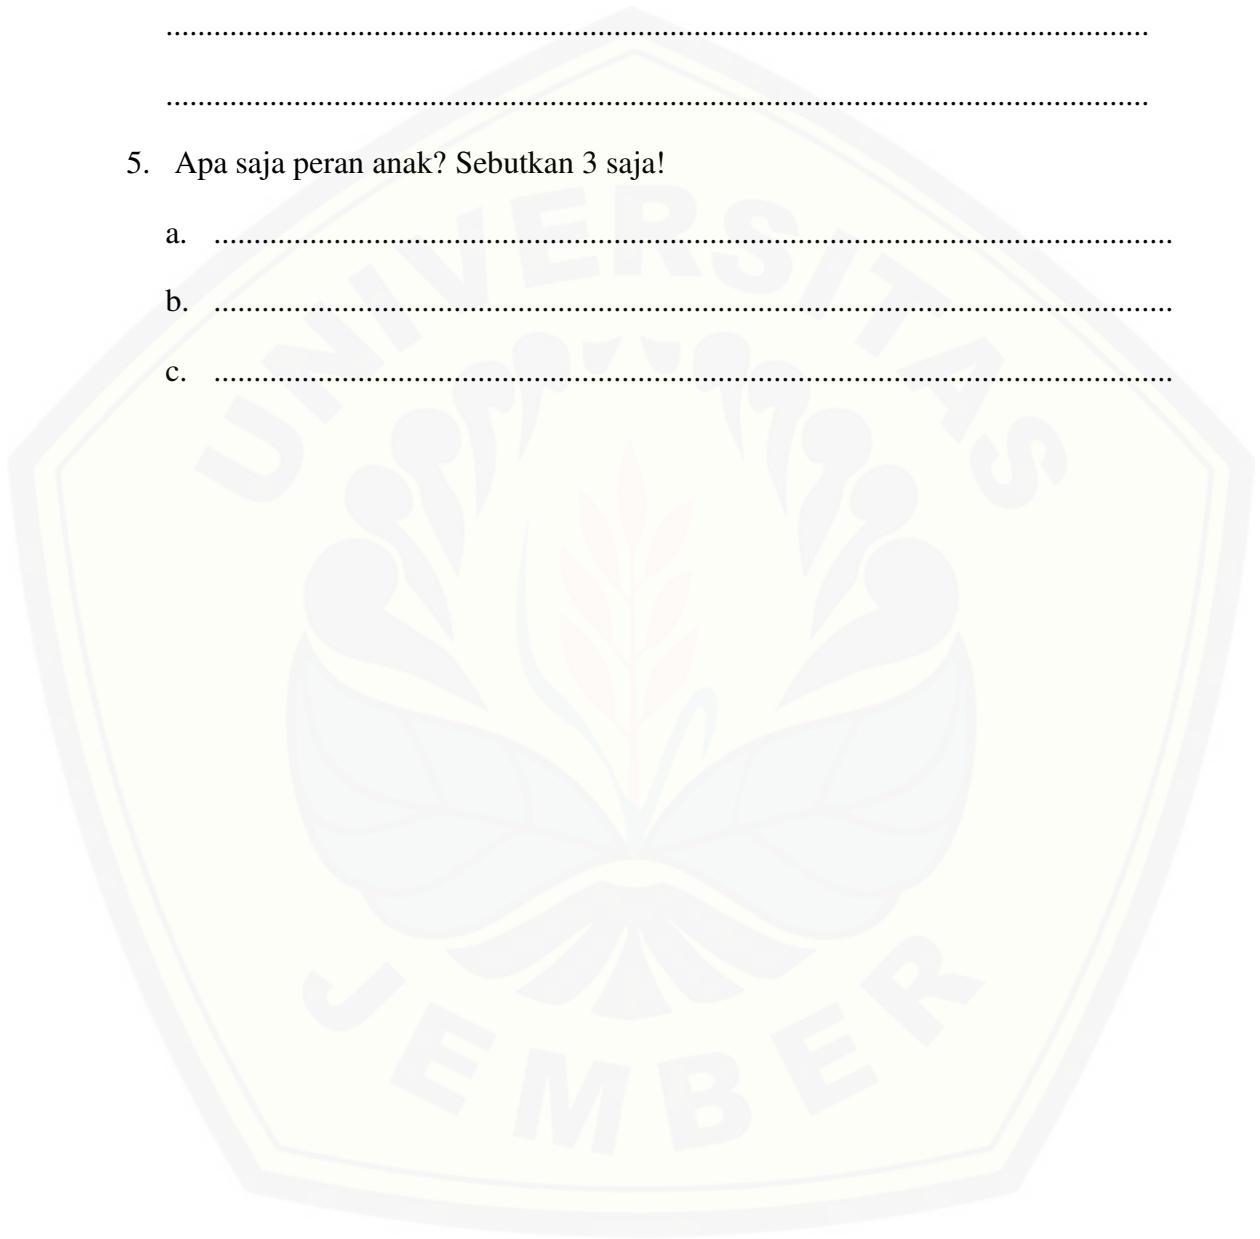 ..............................................................................................................................
..............................................................................................................................
5. Apa saja peran anak? Sebutkan 3 saja!
a. ...........................................................................................................................
b. ...........................................................................................................................
c. ...........................................................................................................................
UNIVERSITAS
JEMBER